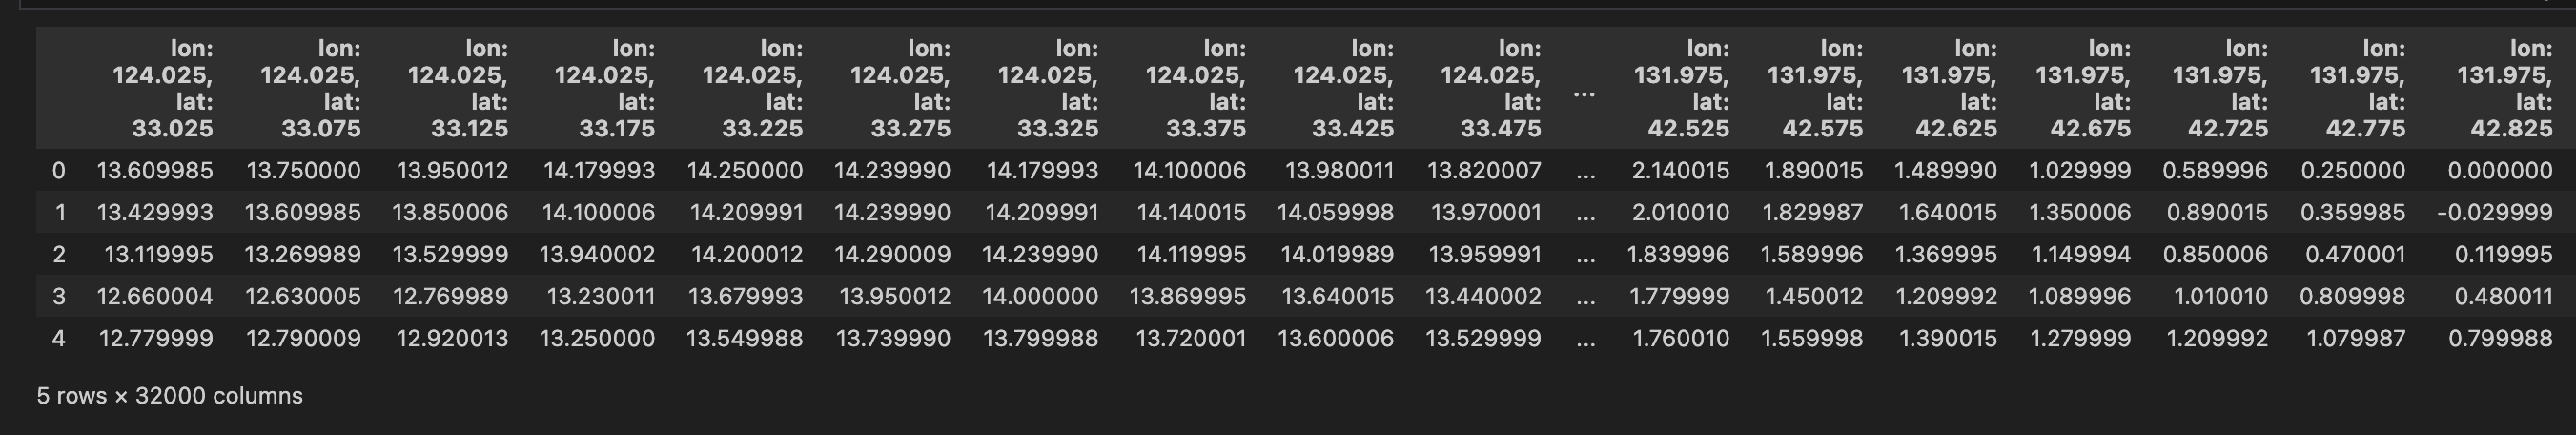 lon: lon: lon: lon: lon: lon: lon: lon: lon: lon: lon: lon: lon: lon: lon: lon: lon:
124.025, 124.025, 124.025, 124.025, 124.025, 124.025, 124.025, 124.025, 124.025, 124.025, 131.975, 131.975, 131.975, 131.975, 131.975, 131.975, 131.975,
lat: lat: lat: lat: lat: lat: lat: lat: lat: lat: ... lat: lat: lat: lat: lat: lat: lat:
33.025 33.075 33.125 33.175 33.225 33.275 33.325 33.375 33.425 33.475 42.525 42.575 42.625 42.675 42.725 42.775 42.825
0 13.609985 13.750000 13.950012 14.179993 14.250000 14.239990 14.179993 14.100006 13.980011 13.820007 ... 2.140015 1.890015 1.489990 1.029999 0.589996 0.250000 0.000000
1 13.429993 13.609985 13.850006 14.100006 14.209991 14.239990 14.209991 14.140015 14.059998 13.970001 ... 2.010010 1.829987 1.640015 1.350006 0.890015 0.359985 -0.029999
2 13.119995 13.269989 13.529999 13.940002 14.200012 14.290009 14.239990 14.119995 14.019989 13.959991 ... 1.839996 1.589996 1.369995 1.149994 0.850006 0.470001 0.119995
3 12.660004 12.630005 12.769989 13.230011 13.679993 13.950012 14.000000 13.869995 13.640015 13.440002 ... 1.779999 1.450012 1.209992 1.089996 1.010010 0.809998 0.480011
4 12.779999 12.790009 12.920013 13.250000 13.549988 13.739990 13.799988 13.720001 13.600006 13.529999 ... 1.760010 1.559998 1.390015 1.279999 1.209992 1.079987 0.799988
5 rows × 32000 columns